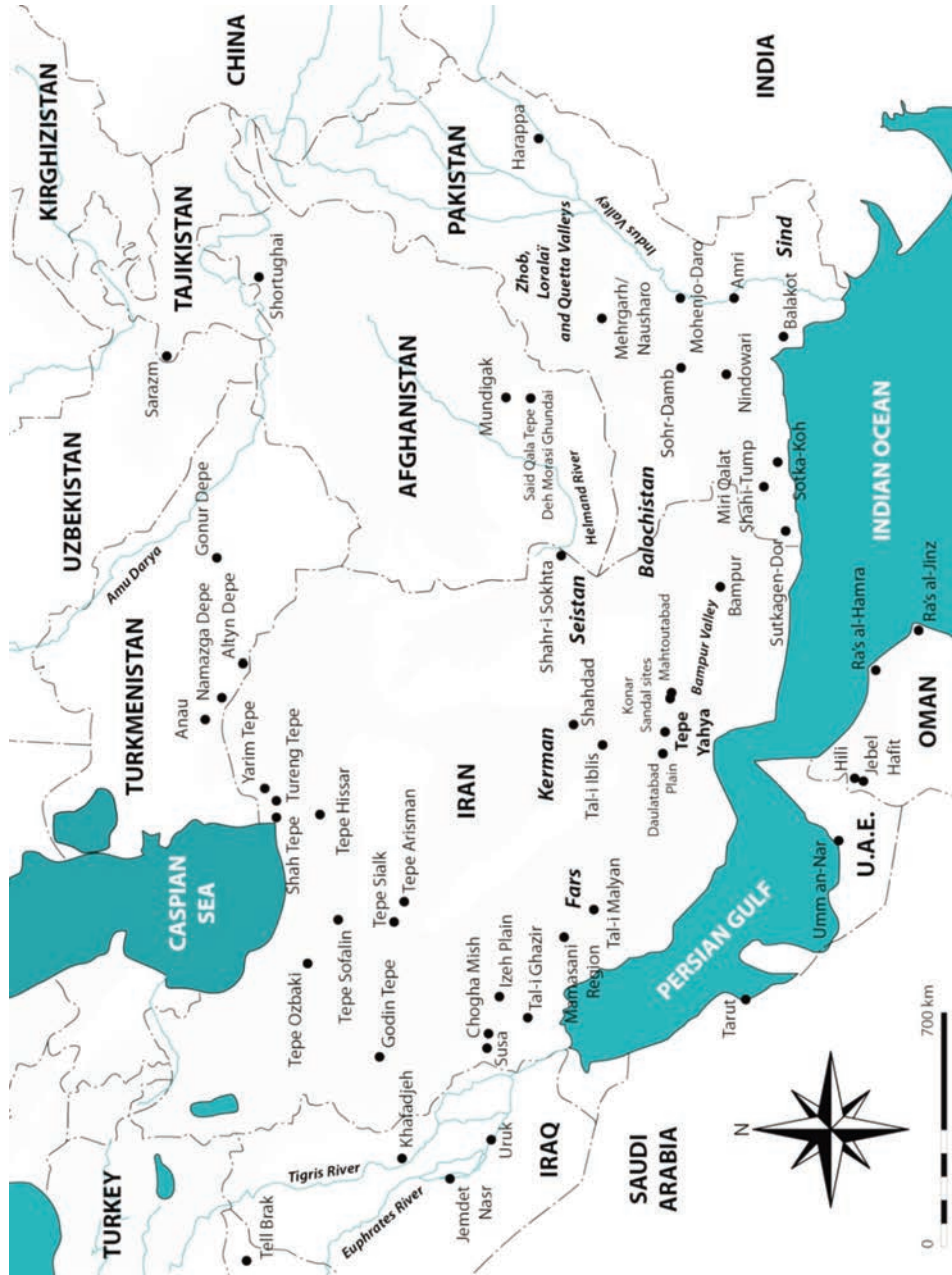 KIRGHIZISTAN
CHINA
TURKEY
CASPIAN
SEA
TURKMENISTAN
UZBEKISTAN
TAJIKISTAN
Sarazm
Amu Darya
Shortughai
Tell Brak
Anau
Namazga Depe
Gonur Depe
Altyn Depe
Yarim Tepe
Tureng Tepe
Shah Tepe
Tepe Hissar
Tepe Ozbaki
Tepe Sofalin
Tepe Sialk
Tepe Arisman
Godin Tepe
Khafadjeh
Tigris River
Euphrates River
Jemdet
Nasr
Uruk
IRAQ
Susa
Chogha Mish
Izeh Plain
Tal-i Ghazir
IRAN
AFGHANISTAN
PAKISTAN
Mundigak
Said Qala Tepe
Deh Morasi Ghundai
Helmand River
Harappa
INDIA
Zhob,
Loralaï
and Quetta Valleys
Indus Valley
Mehrgarh/
Nausharo
Mohenjo-Daro
Sohr-Damb
Amri
Nindowari
Sind
Balakot
Shahr-i Sokhta
Seistan
Balochistan
Kerman
Shahdad
Tal-i Iblis
Fars
Mamasani
Region
Tal-i Malyan
Daulatabad
Plain
Konar
Sandal sites
Mahtoutabad
Tepe
Yahya
Bampur Valley
Bampur
Miri Qalat
Shahi-Tump
Sutkagen-Dor
Sotka-Koh
INDIAN OCEAN
PERSIAN GULF
SAUDI
ARABIA
Tarut
Umm an-Nar
U.A.E.
Hili
Jebel
Hafit
OMAN
Ra's al-Hamra
Ra's al-Jinz
N
0
700 km